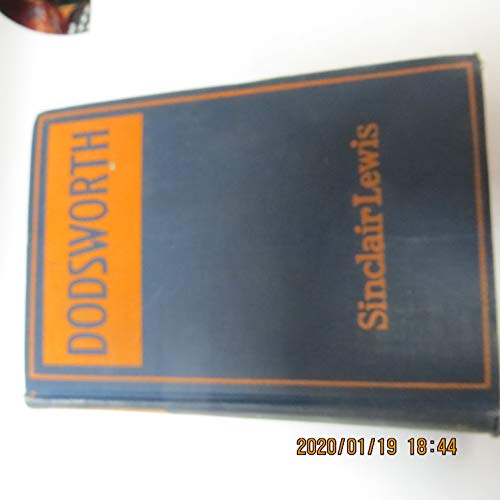 DODSWORTH
Sinclair Lewis
2020/01/19 18:44